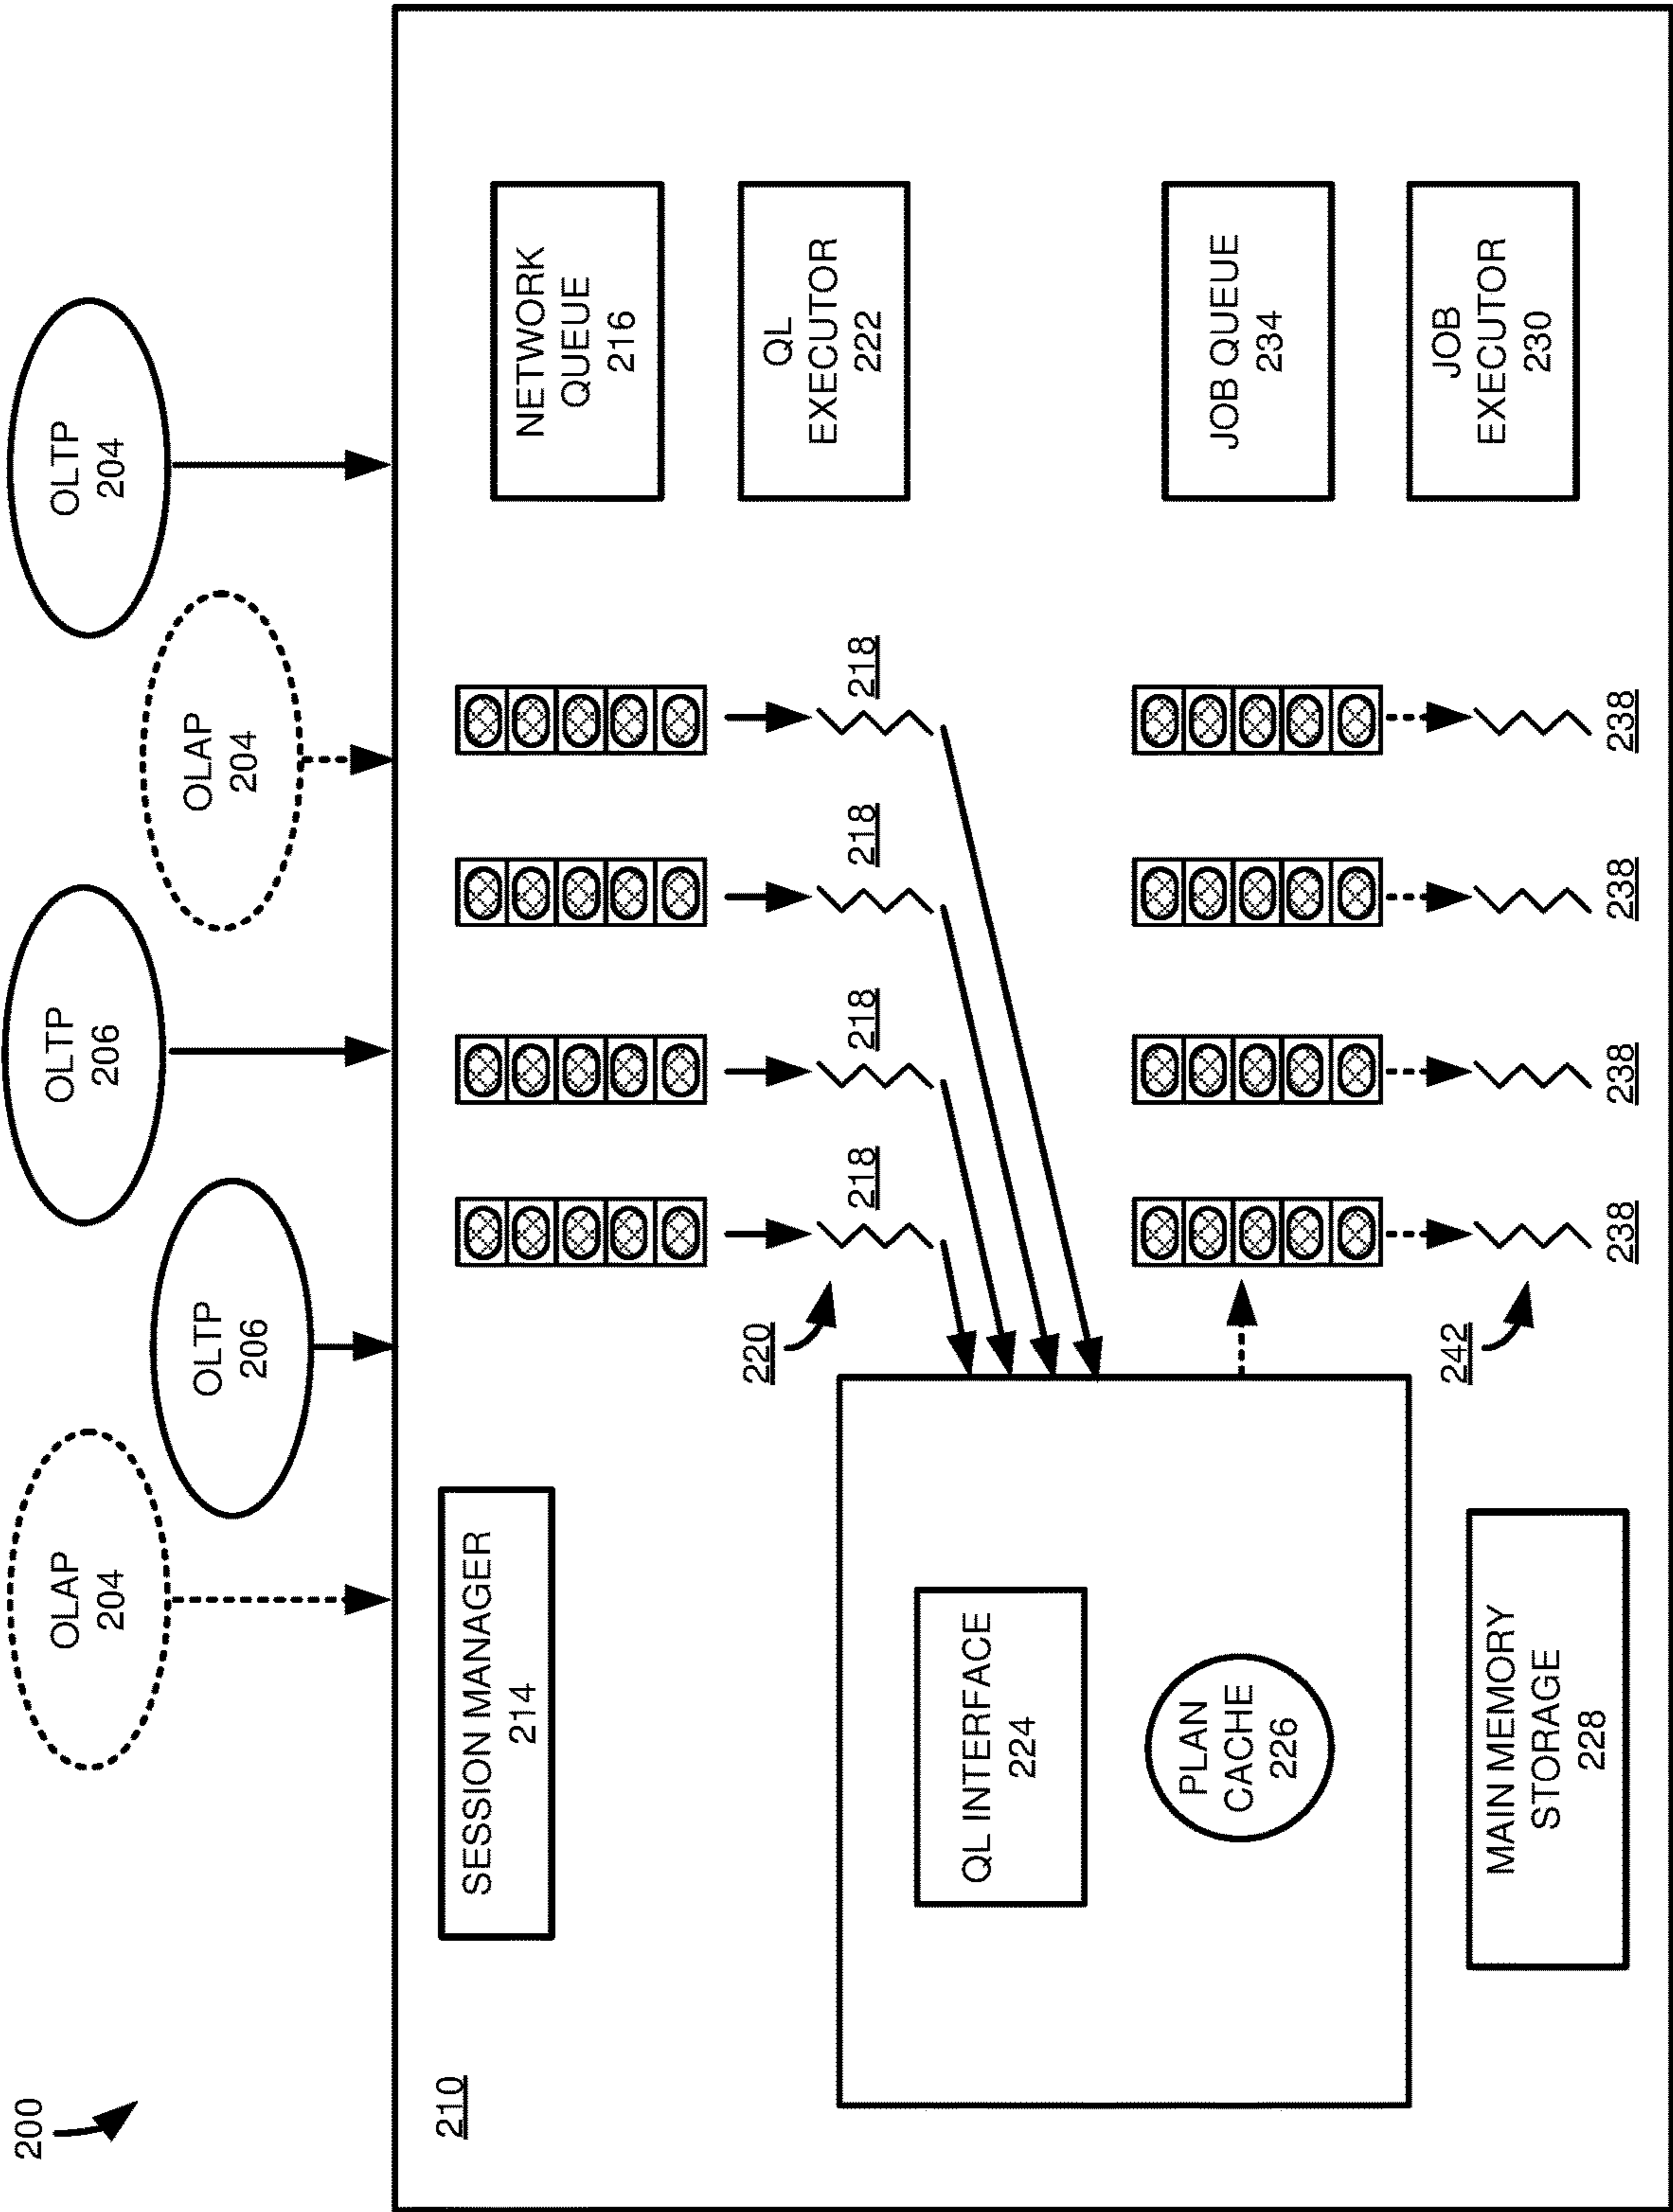 200
OLAP
204
OLTP
206
OLTP
206
OLAP
204
OLTP
204
210
SESSION MANAGER
214
NETWORK
QUEUE
216
220
218
218
218
218
QL
EXECUTOR
222
QL INTERFACE
224
PLAN
CACHE
226
JOB QUEUE
234
MAIN MEMORY
STORAGE
228
242
238
238
238
238
JOB
EXECUTOR
230